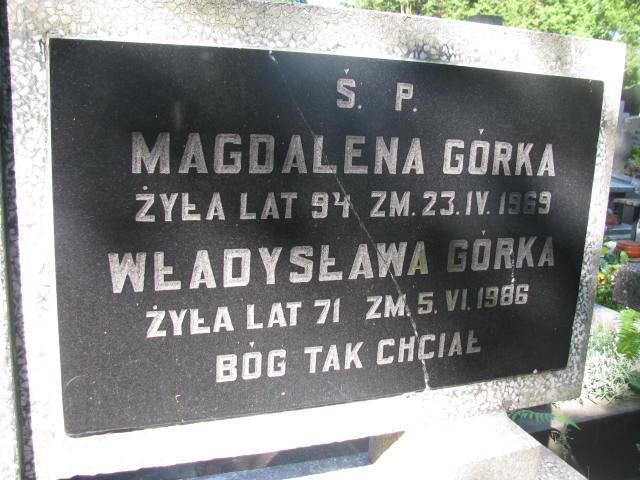 Ś. P.
MAGDALENA GÓRKA
ŻYŁA LAT 94 ZM. 23. IV. 1969
WŁADYSŁAWA GÓRKA
ŻYŁA LAT 71 ZM. 5. VI. 1986
BÓG TAK CHCIAŁ